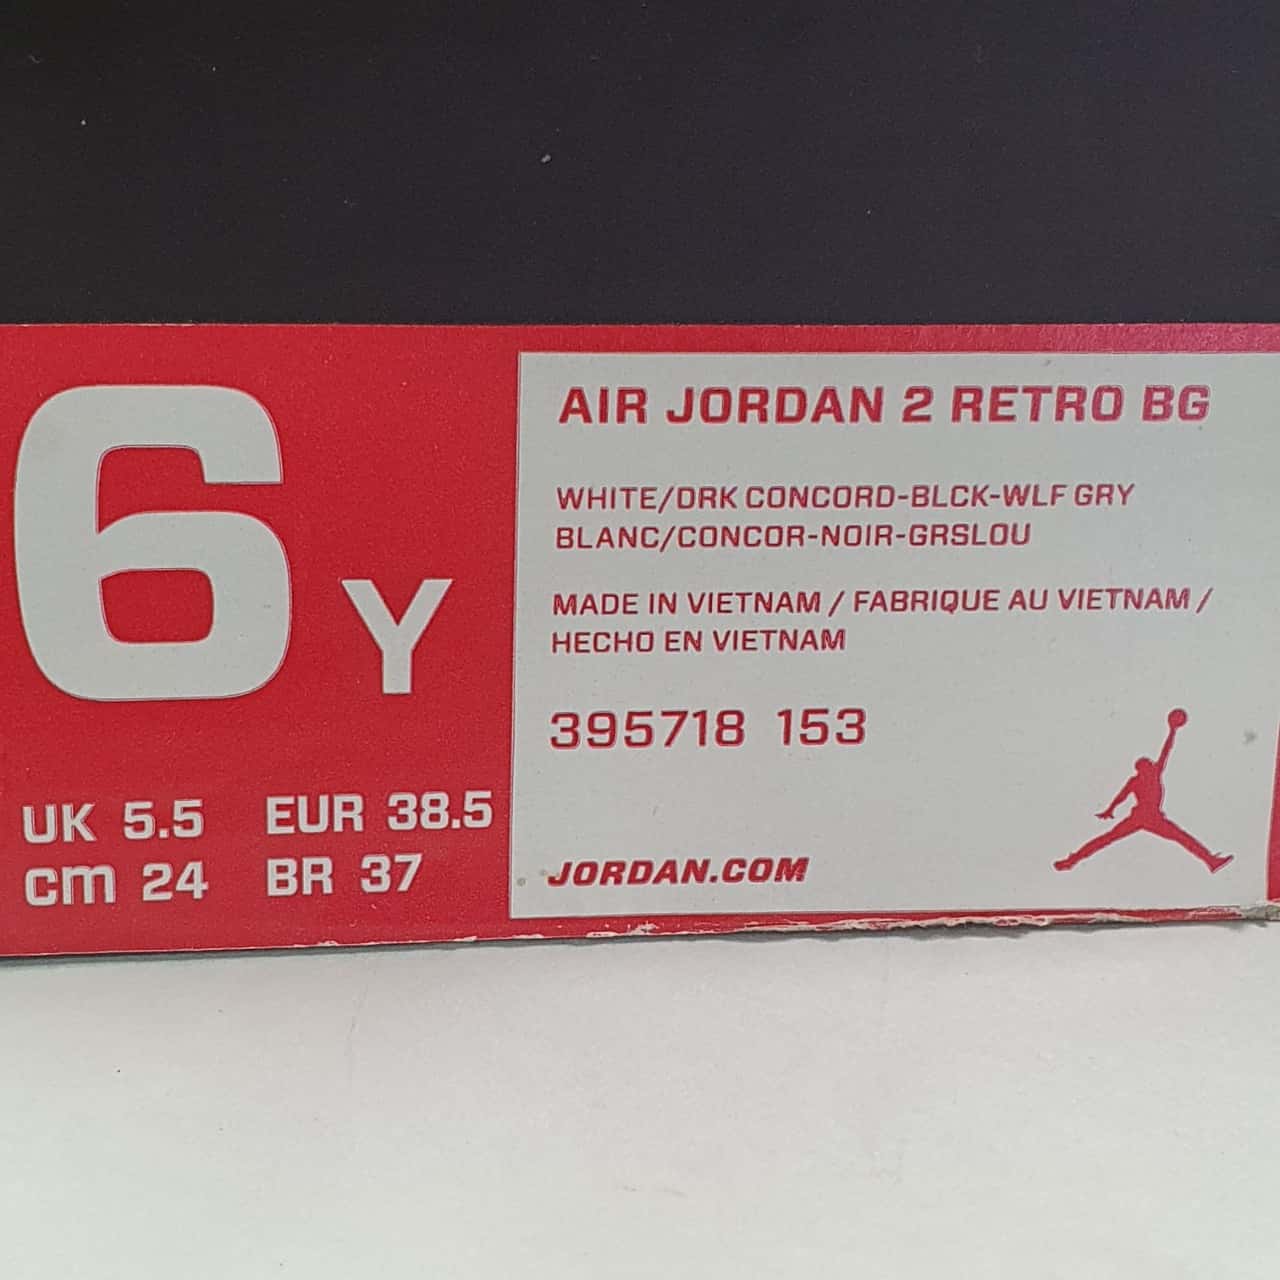 6 Y
UK 5.5 EUR 38.5
cm 24 BR 37
AIR JORDAN 2 RETRO BG
WHITE/DRK CONCORD-BLCK-WLF GRY
BLANC/CONCOR-NOIR-GRSLOU
MADE IN VIETNAM / FABRIQUE AU VIETNAM /
HECHO EN VIETNAM
395718 153
JORDAN.COM